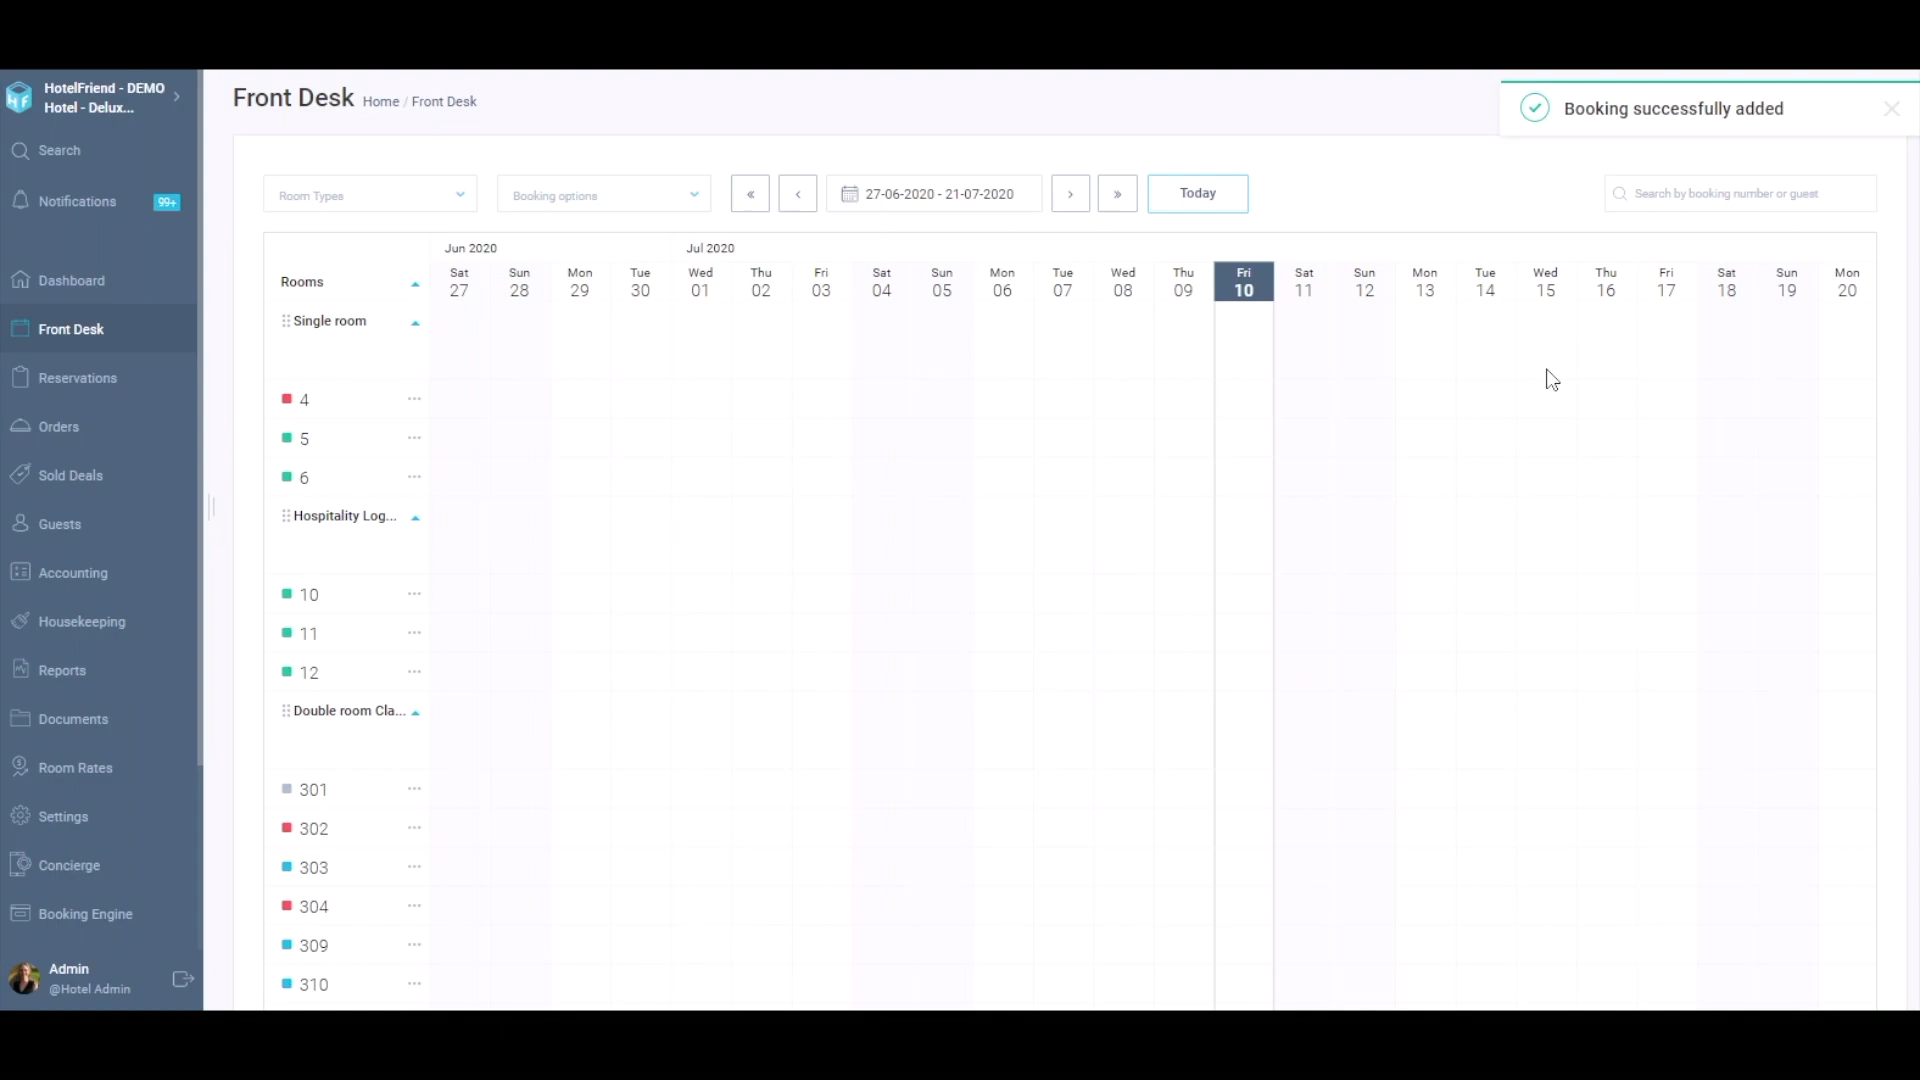 HotelFriend - DEMO
Hotel - Delux...
Search
Notifications 99+
Dashboard
Front Desk
Reservations
Orders
Sold Deals
Guests
Accounting
Housekeeping
Reports
Documents
Room Rates
Settings
Concierge
Booking Engine
Admin
@Hotel Admin
Front Desk Home / Front Desk
Booking successfully added
Room Types
Booking options
« ‹ 27-06-2020 - 21-07-2020 › »
Today
Search by booking number or guest
Jun 2020 Jul 2020
Rooms
Sat Sun Mon Tue Wed Thu Fri Sat Sun Mon Tue Wed Thu Fri Sat Sun Mon Tue Wed Thu Fri Sat Sun Mon
27 28 29 30 01 02 03 04 05 06 07 08 09 10 11 12 13 14 15 16 17 18 19 20
Single room
4
5
6
Hospitality Log...
10
11
12
Double room Cla...
301
302
303
304
309
310